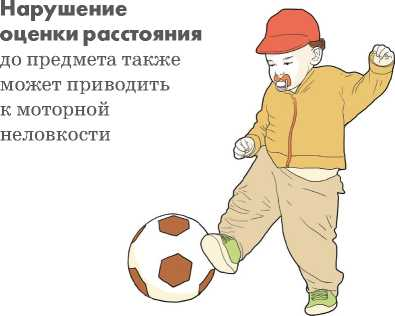 Нарушение
оценки расстояния
до предмета также
может приводить
к моторной
неловкости